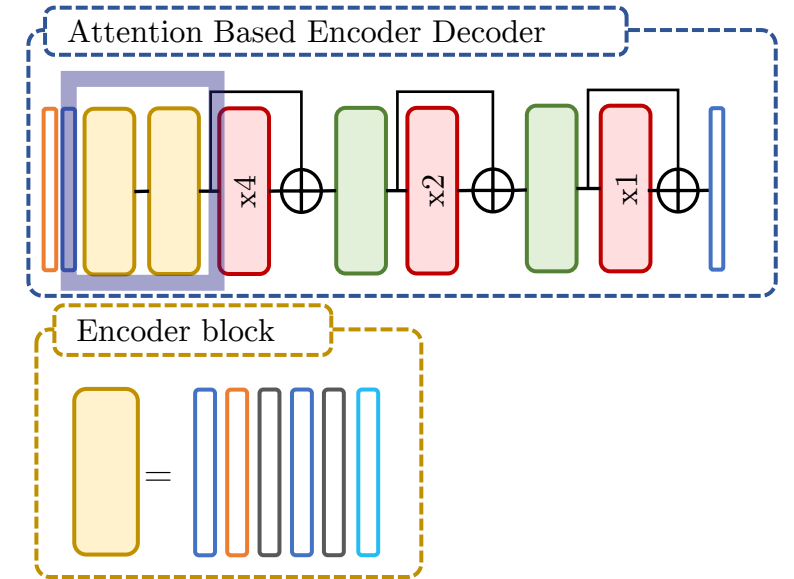 Attention Based Encoder Decoder
x4
x2
x1
Encoder block
=